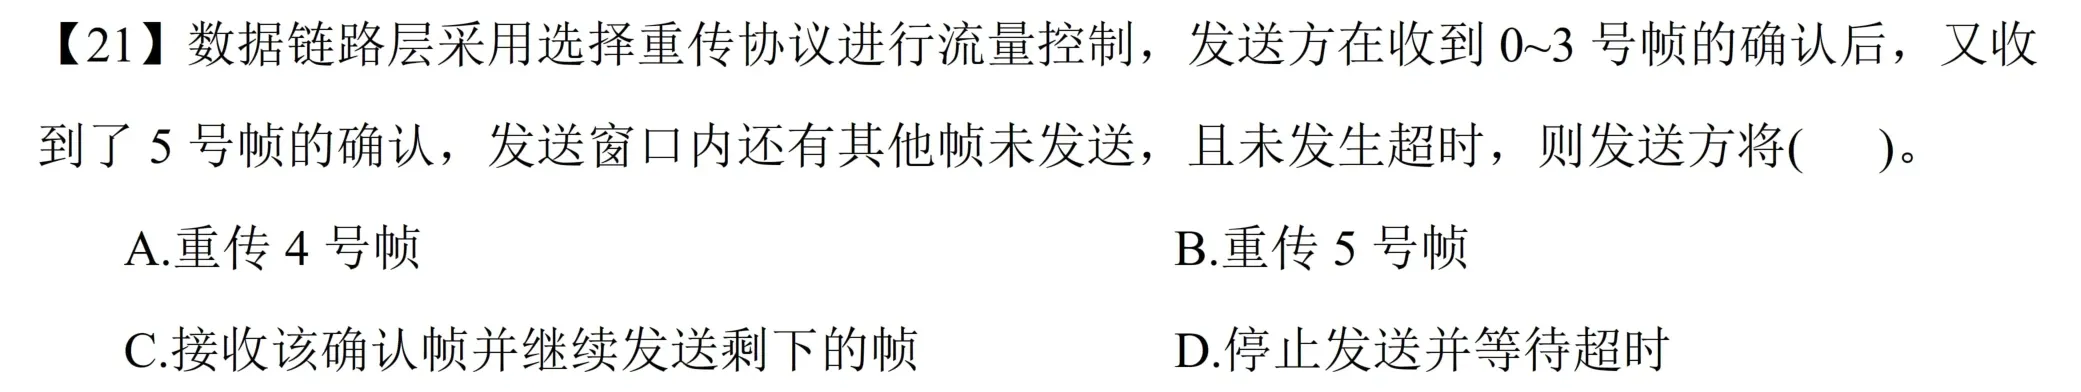 【21】数据链路层采用选择重传协议进行流量控制，发送方在收到 0~3 号帧的确认后，又收
到了 5 号帧的确认，发送窗口内还有其他帧未发送，且未发生超时，则发送方将(    )。
A.重传 4 号帧 B.重传 5 号帧
C.接收该确认帧并继续发送剩下的帧 D.停止发送并等待超时